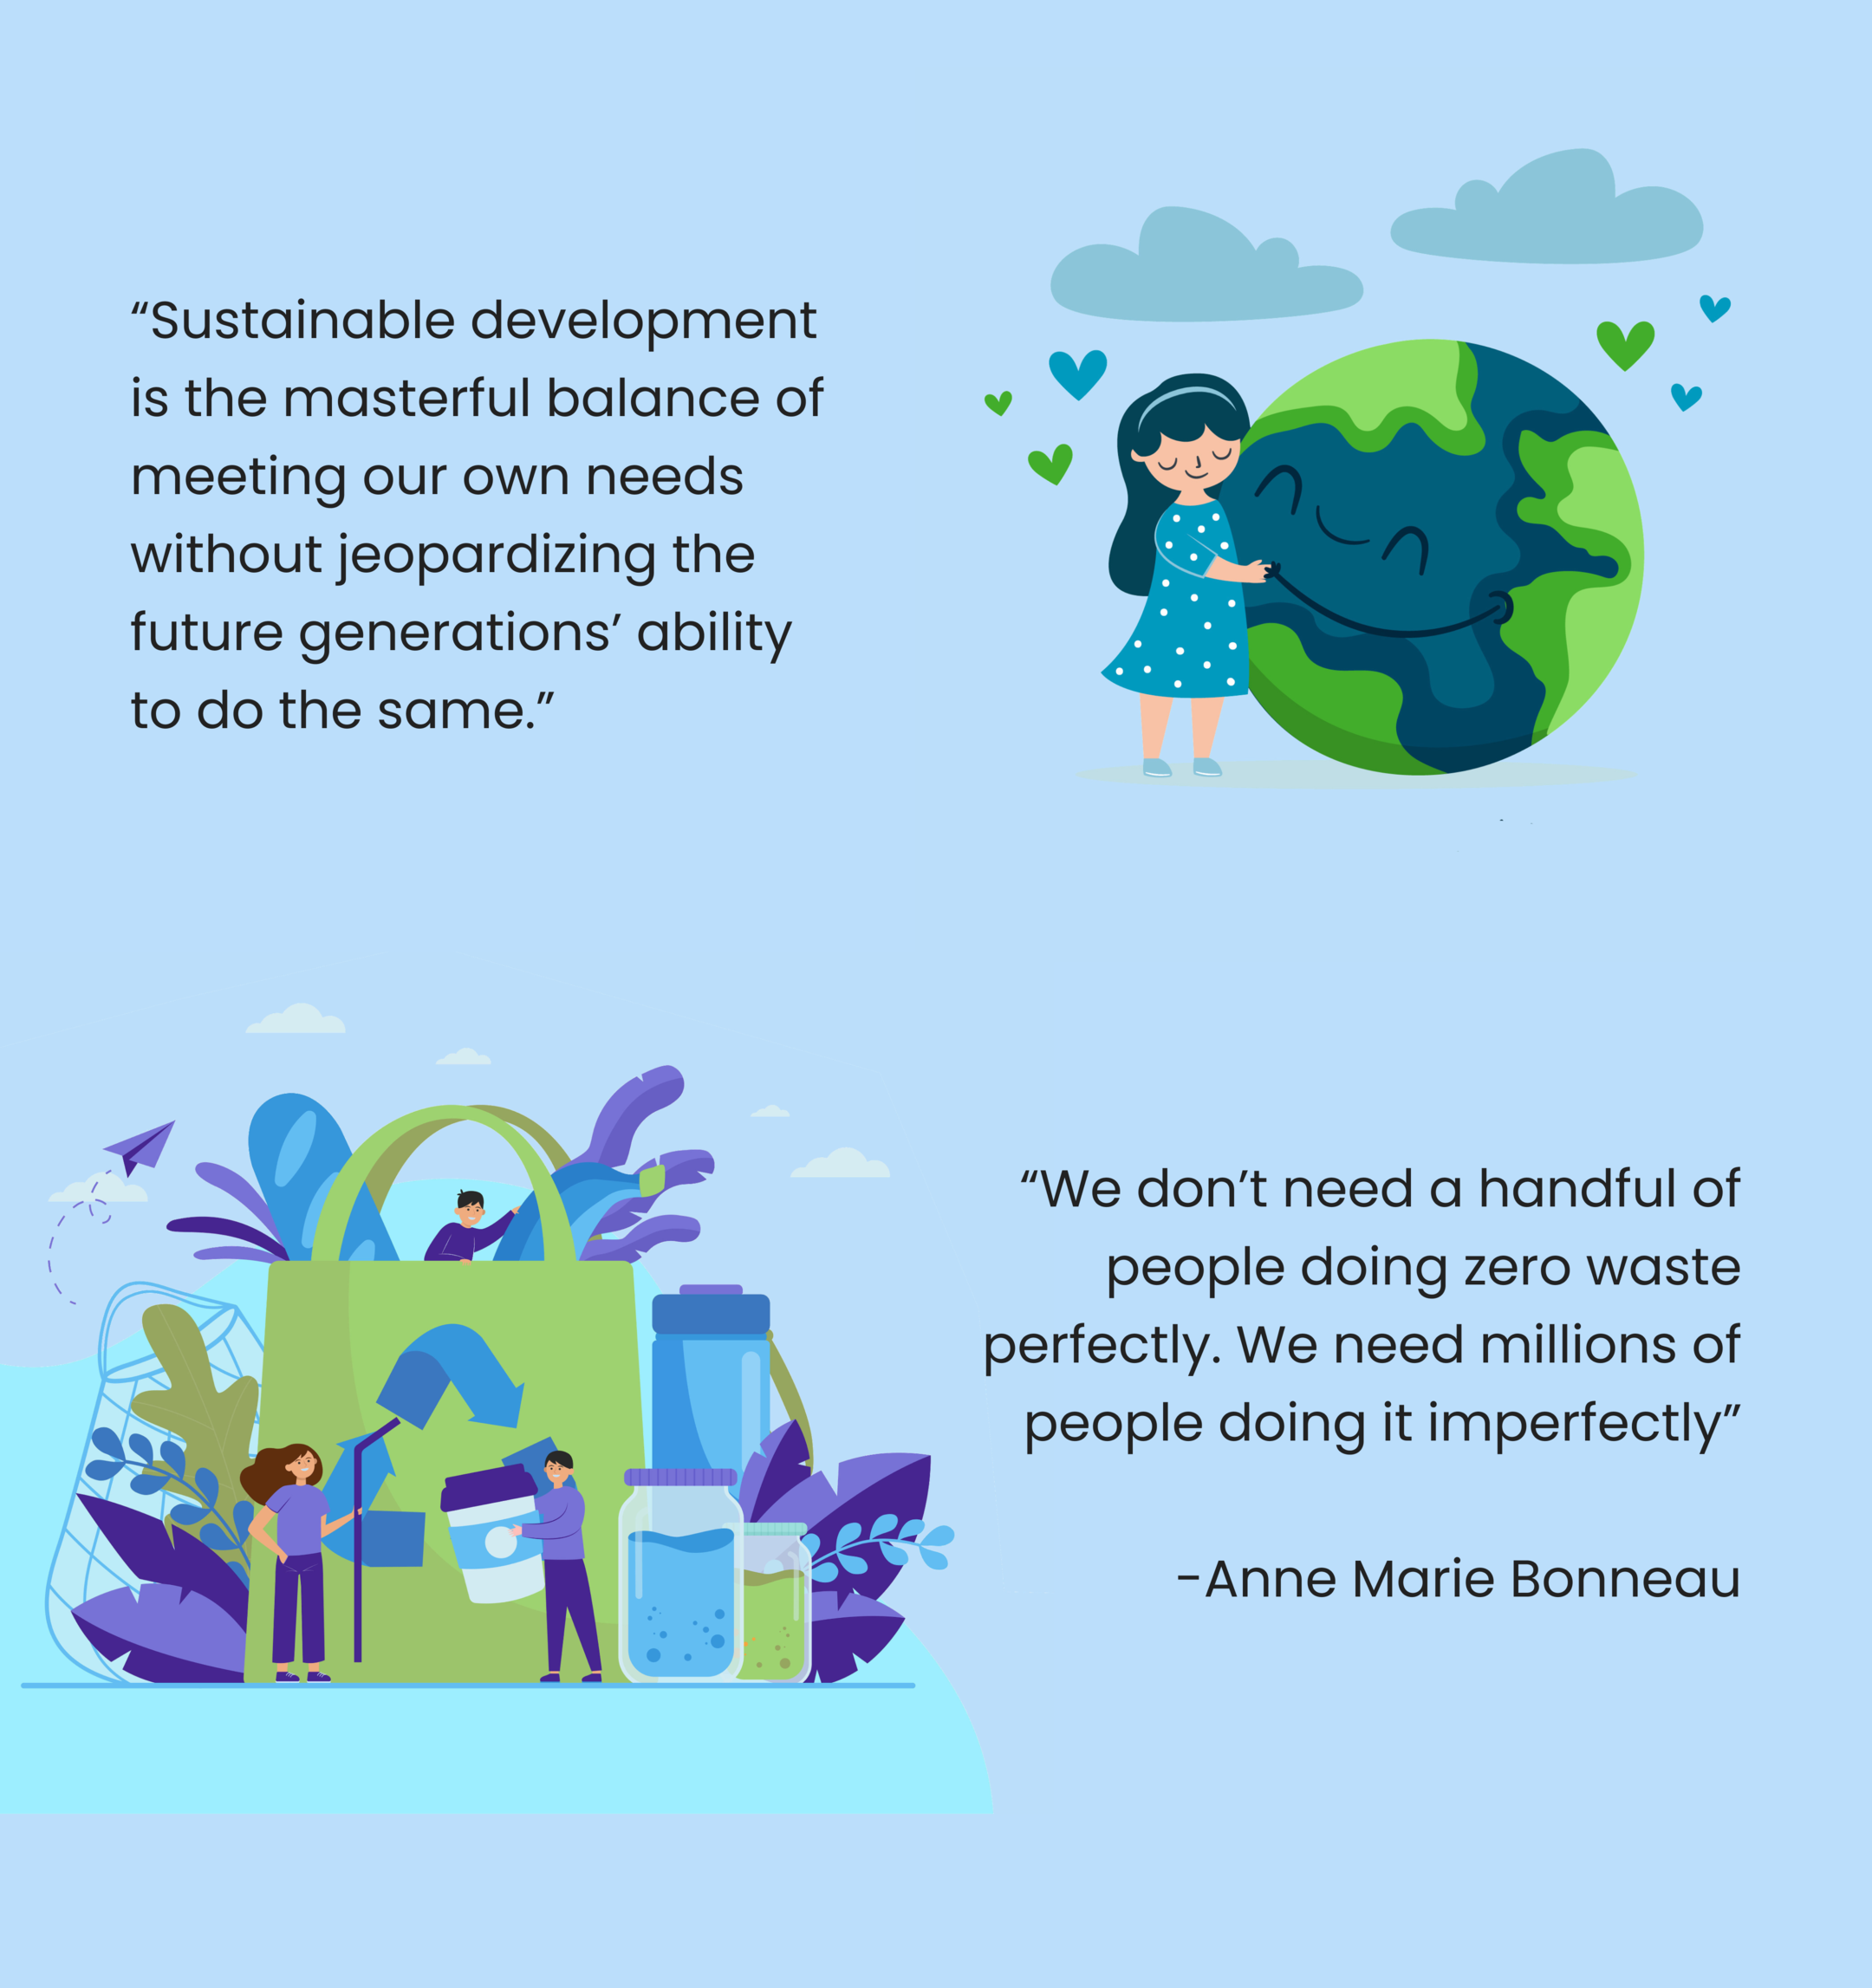 “Sustainable development
is the masterful balance of
meeting our own needs
without jeopardizing the
future generations’ ability
to do the same.”
“We don’t need a handful of
people doing zero waste
perfectly. We need millions of
people doing it imperfectly”
-Anne Marie Bonneau